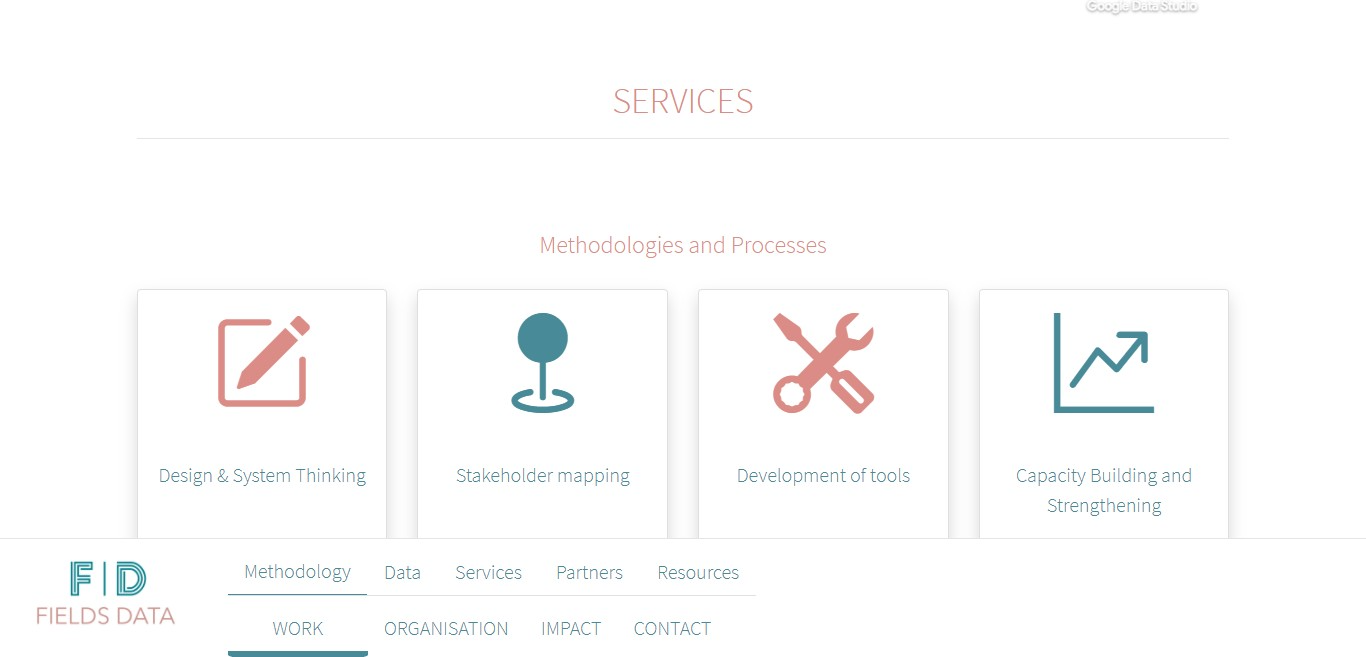 Google Data Studio
SERVICES
Methodologies and Processes
Design & System Thinking
Stakeholder mapping
Development of tools
Capacity Building and
Strengthening
F|D
FIELDS DATA
Methodology
Data
Services
Partners
Resources
WORK
ORGANISATION
IMPACT
CONTACT